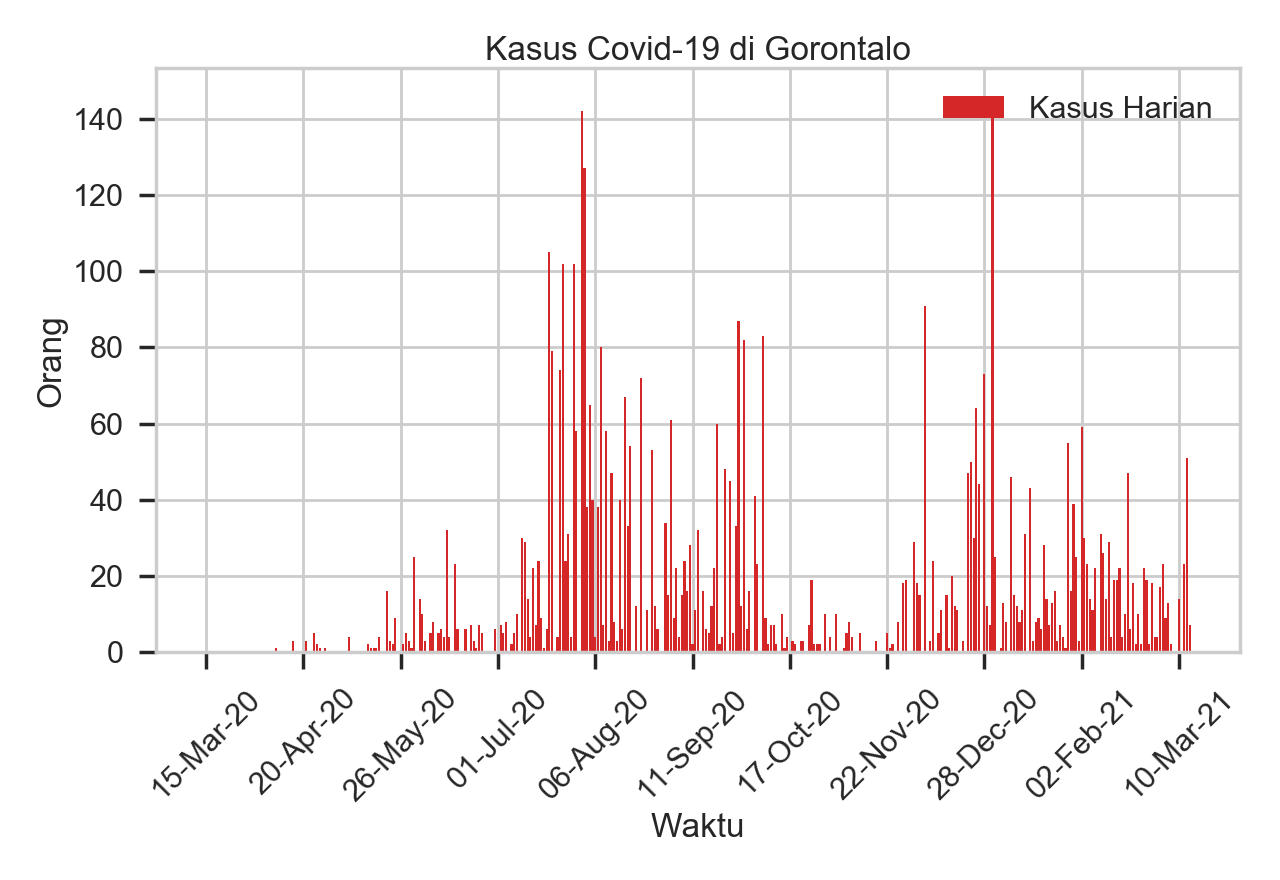 Kasus Covid-19 di Gorontalo
Kasus Harian
140
120
100
80
60
40
20
0
Orang
15-Mar-20
20-Apr-20
26-May-20
01-Jul-20
06-Aug-20
11-Sep-20
17-Oct-20
22-Nov-20
28-Dec-20
02-Feb-21
10-Mar-21
Waktu